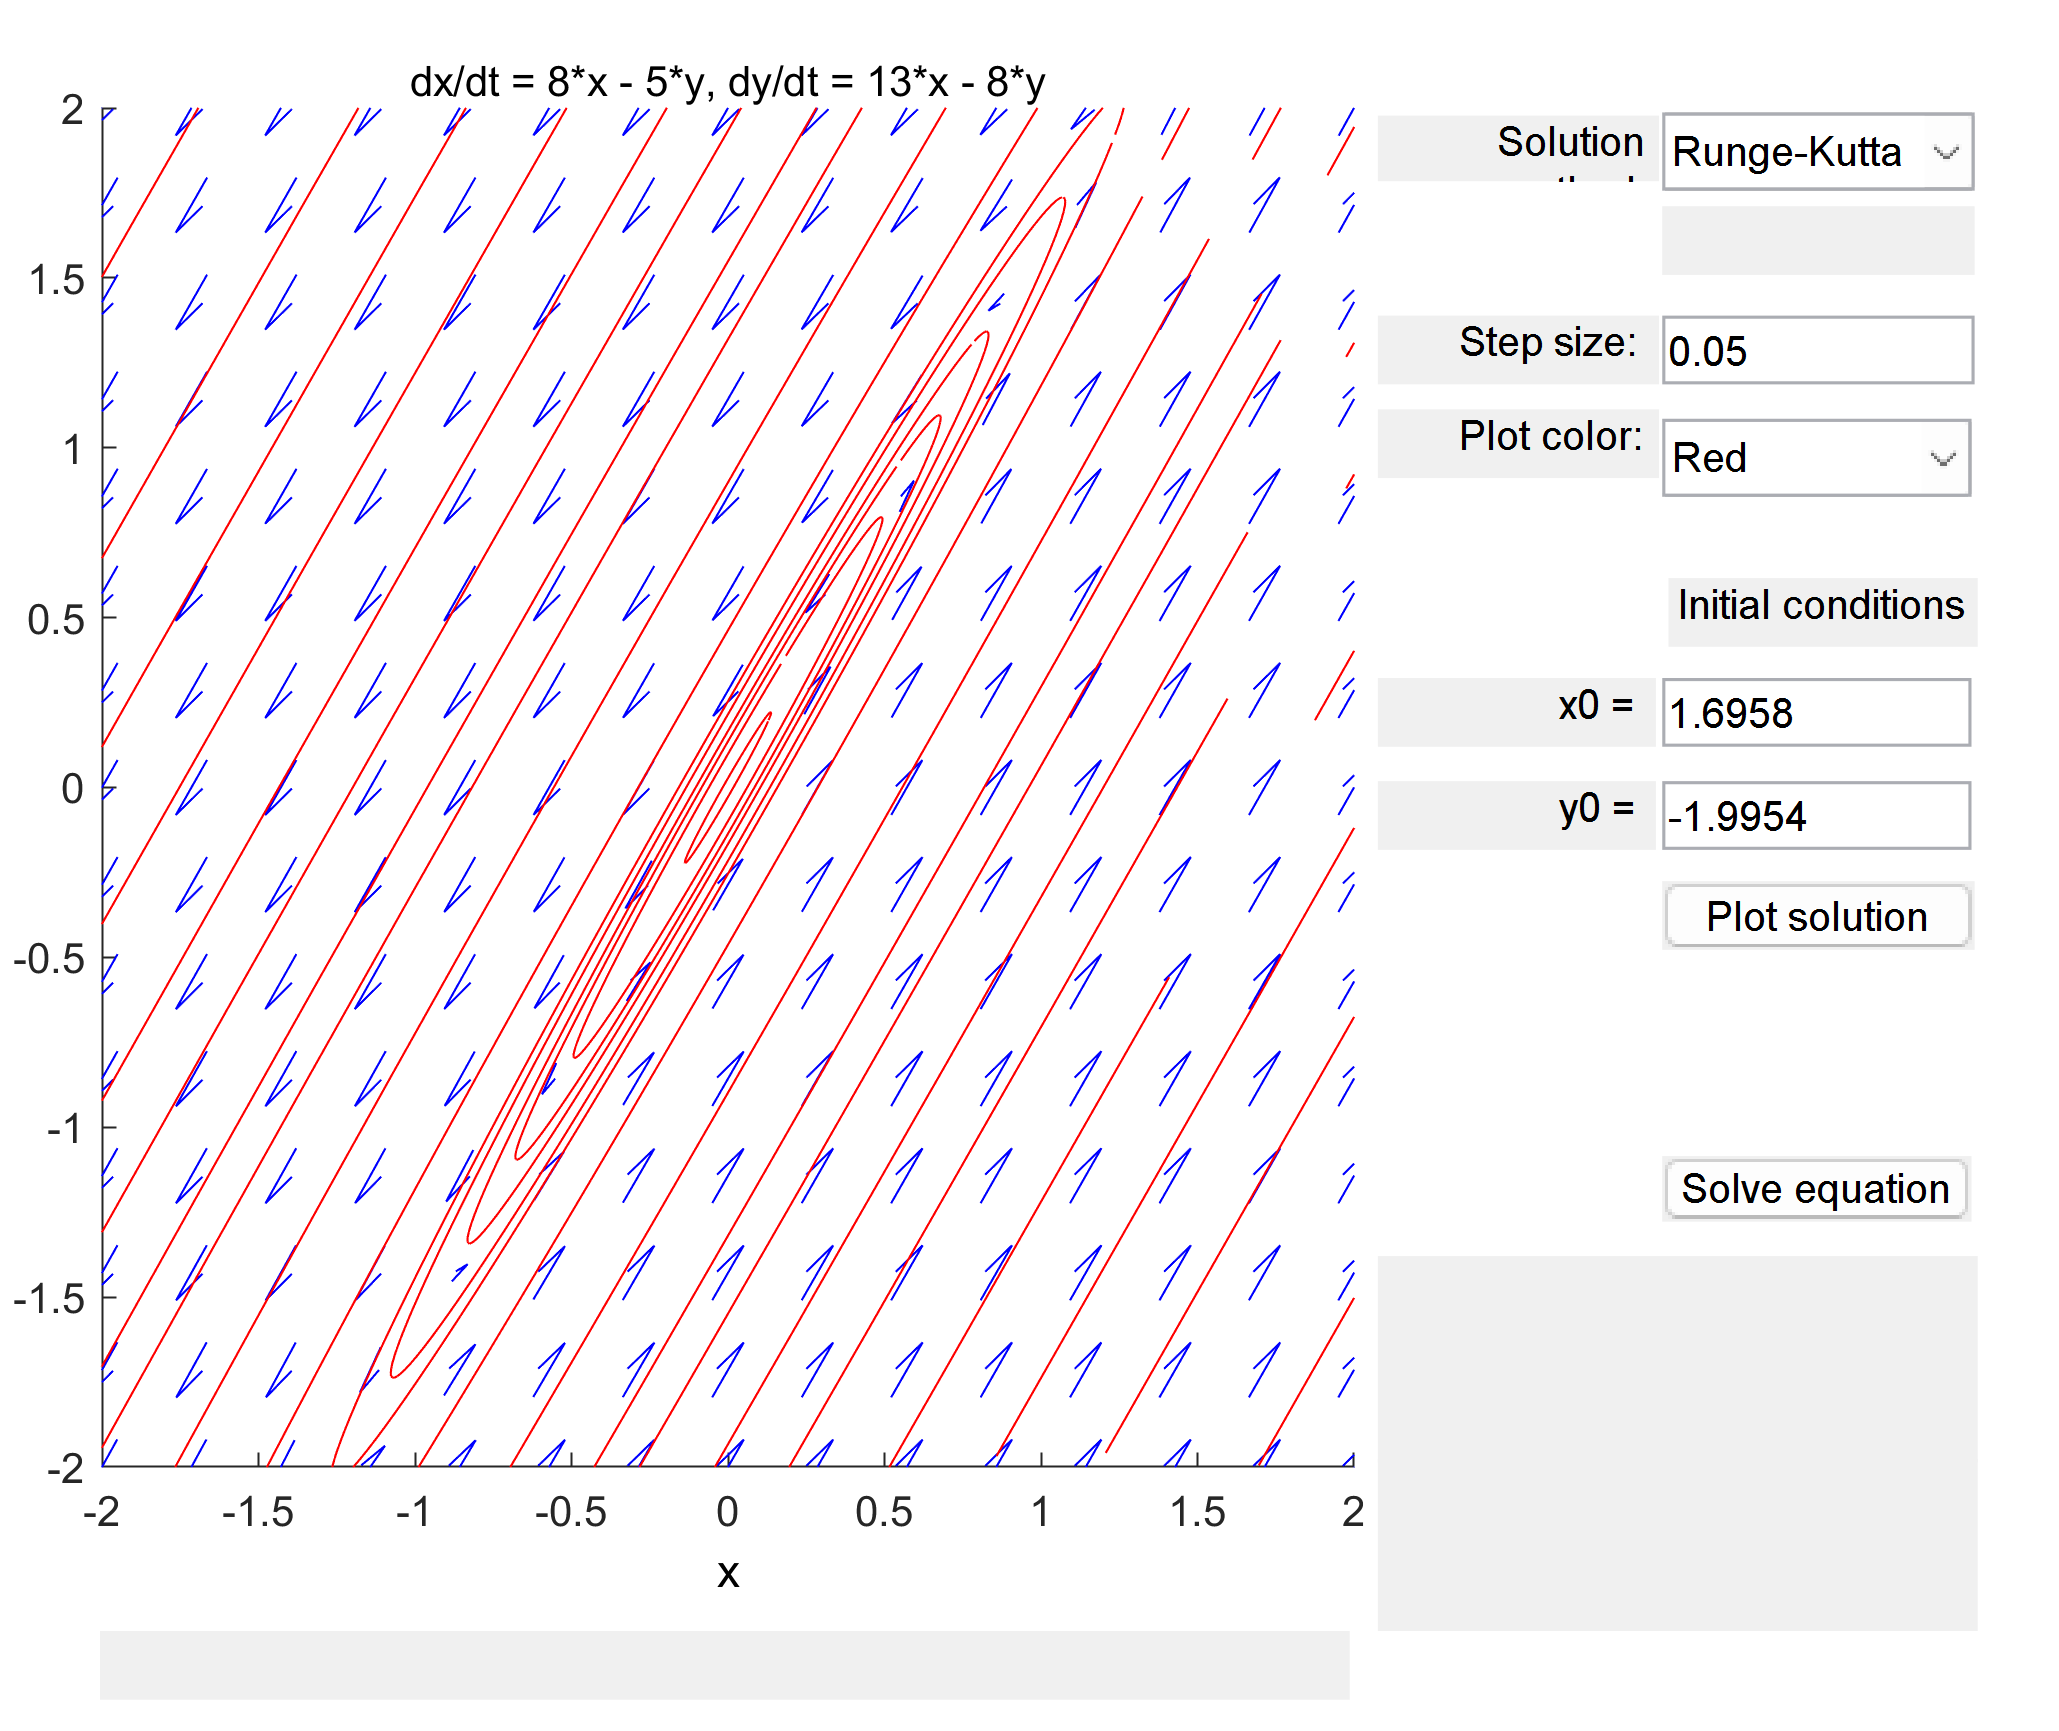 dx/dt = 8*x - 5*y, dy/dt = 13*x - 8*y
2
1.5
1
0.5
0
-0.5
-1
-1.5
-2
-2
-1.5
-1
-0.5
0
0.5
1
1.5
2
x
Solution
Runge-Kutta
Step size:
0.05
Plot color:
Red
Initial conditions
x0 =
1.6958
y0 =
-1.9954
Plot solution
Solve equation